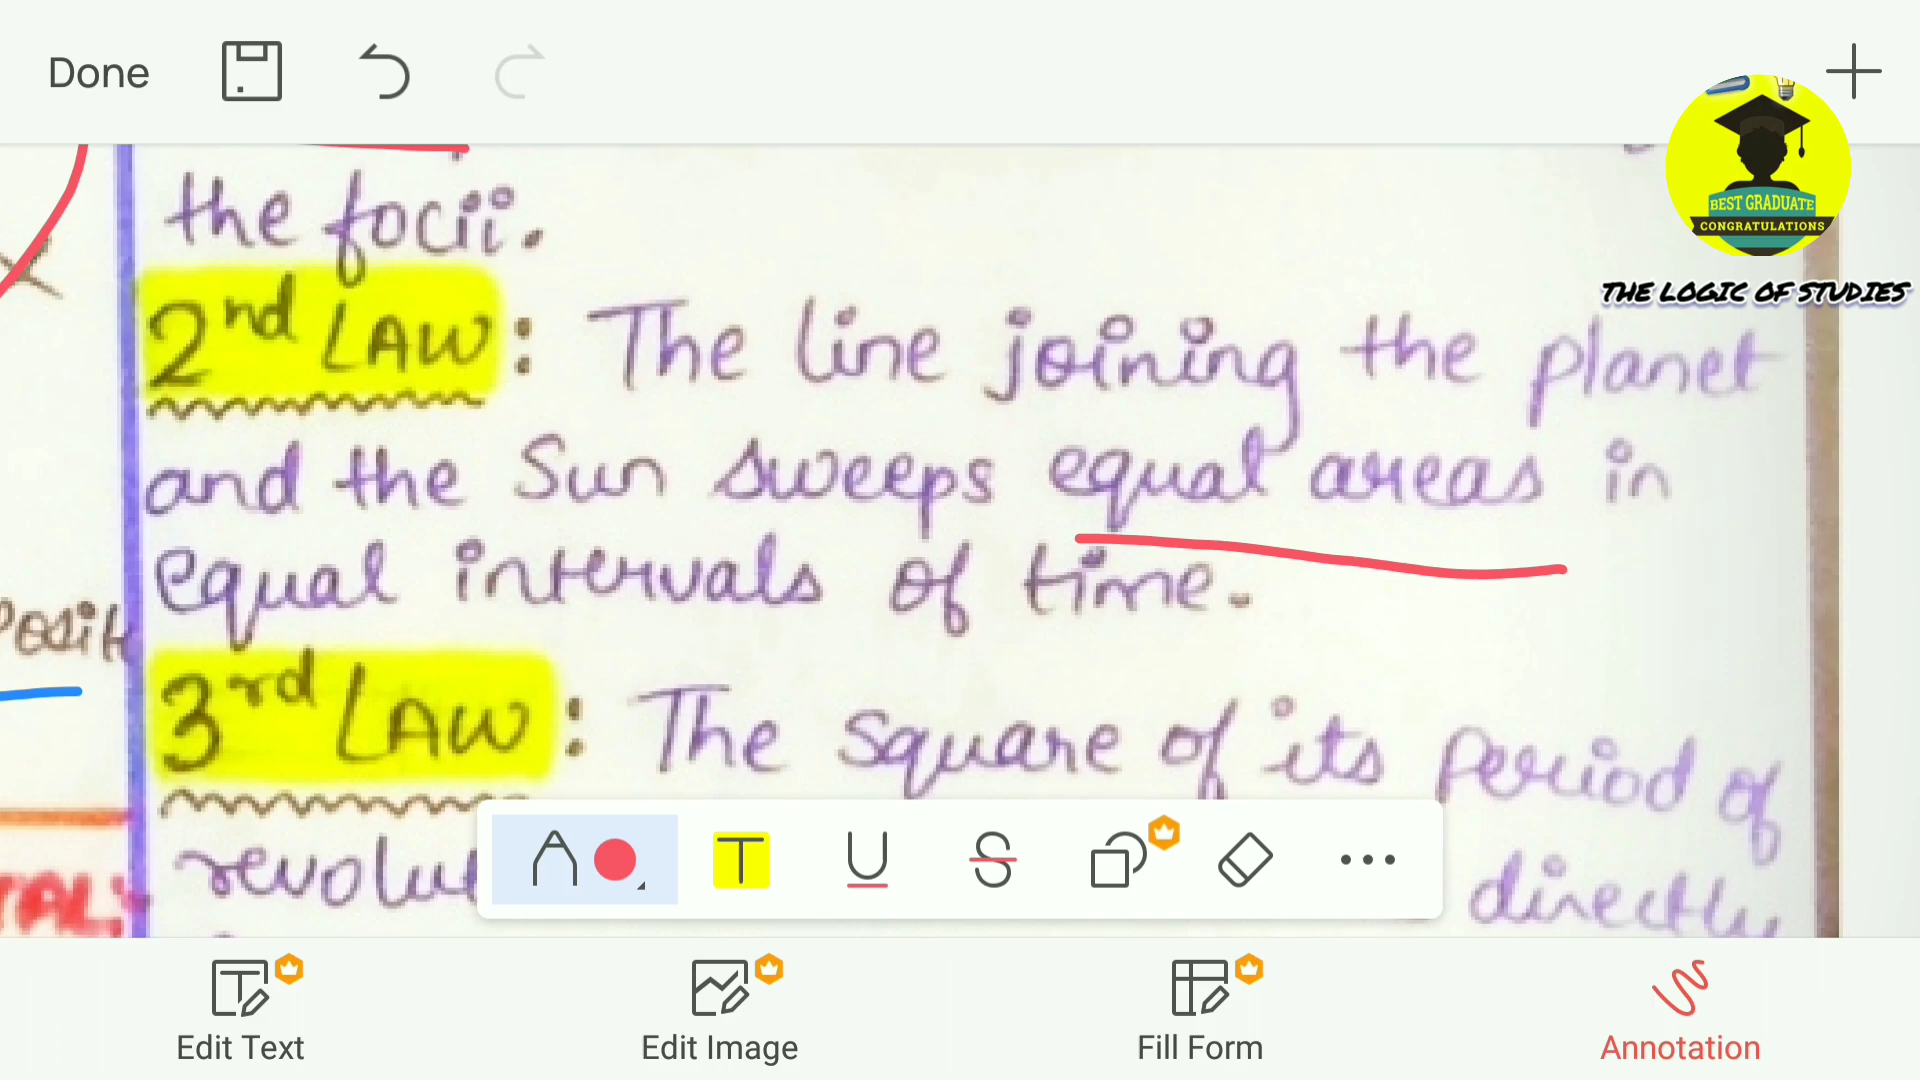 Done
the focii.
BEST GRADUATE
CONGRATULATIONS
THE LOGIC OF STUDIES
2nd LAW: The line joining the planet
and the Sun sweeps equal areas in
equal intervals of time.
3rd LAW: The square of its period of
directly
T U S
Edit Text
Edit Image
Fill Form
Annotation